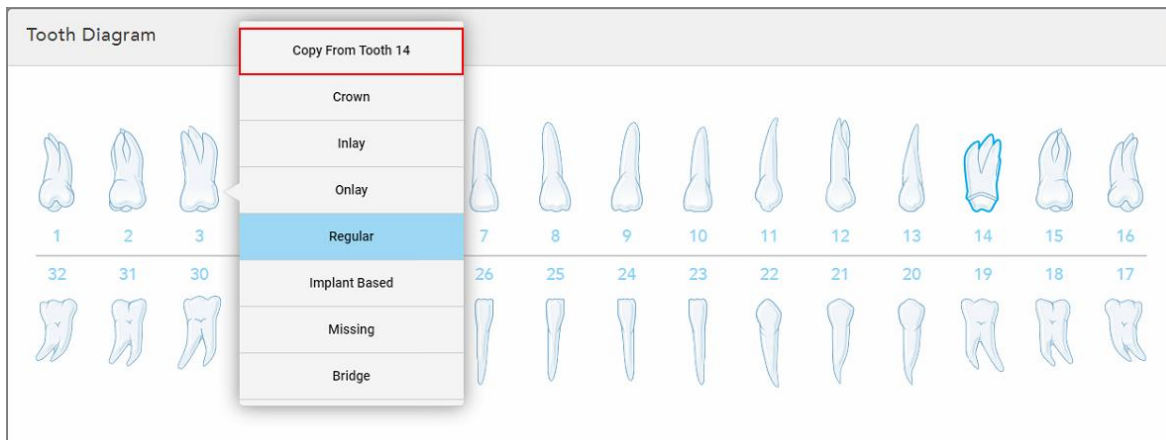 Tooth Diagram
Copy From Tooth 14
Crown
Inlay
Onlay
Regular
Implant Based
Missing
Bridge
1 2 3 7 8 9 10 11 12 13 14 15 16
32 31 30 26 25 24 23 22 21 20 19 18 17